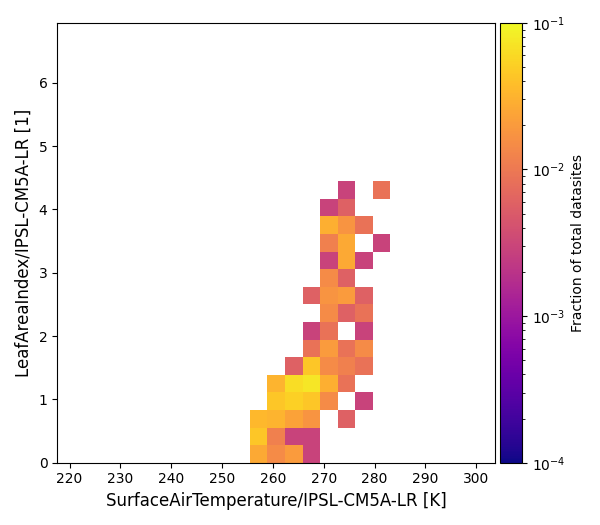 LeafAreaIndex/IPSL-CM5A-LR [1]
6
5
4
3
2
1
0
220 230 240 250 260 270 280 290 300
SurfaceAirTemperature/IPSL-CM5A-LR [K]
10⁻¹
10⁻²
10⁻³
10⁻⁴
Fraction of total datasites